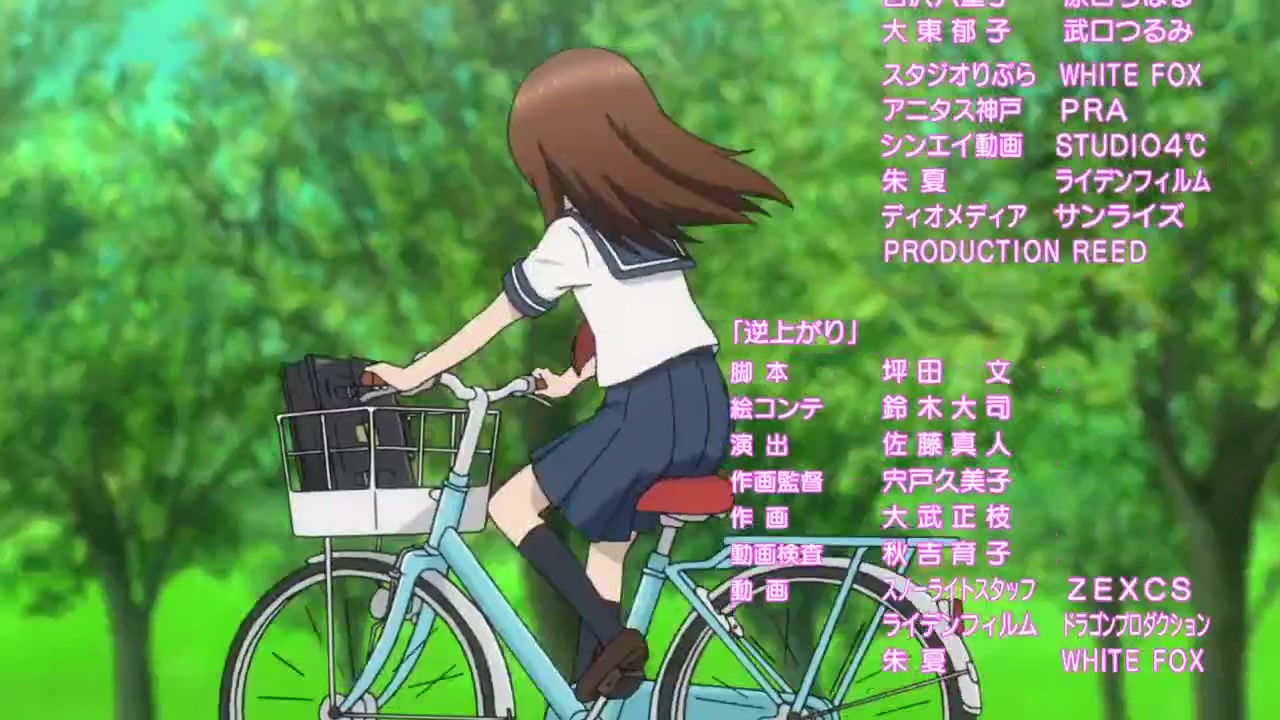 大東郁子 武口つるみ
スタジオりぶら WHITE FOX
アニタス神戸 PRA
シンエイ動画 STUDIO4℃
朱夏 ライデンフィルム
ディオメディア サンライズ
PRODUCTION REED
「逆上がり」
脚本 坪田 文
絵コンテ 鈴木大司
演出 佐藤真人
作画監督 宍戸久美子
作画 大武正枝
動画検査 秋吉育子
動画 スノーライトスタッフ ZEXCS
ライデンフィルム ドラゴンプロダクション
朱夏 WHITE FOX